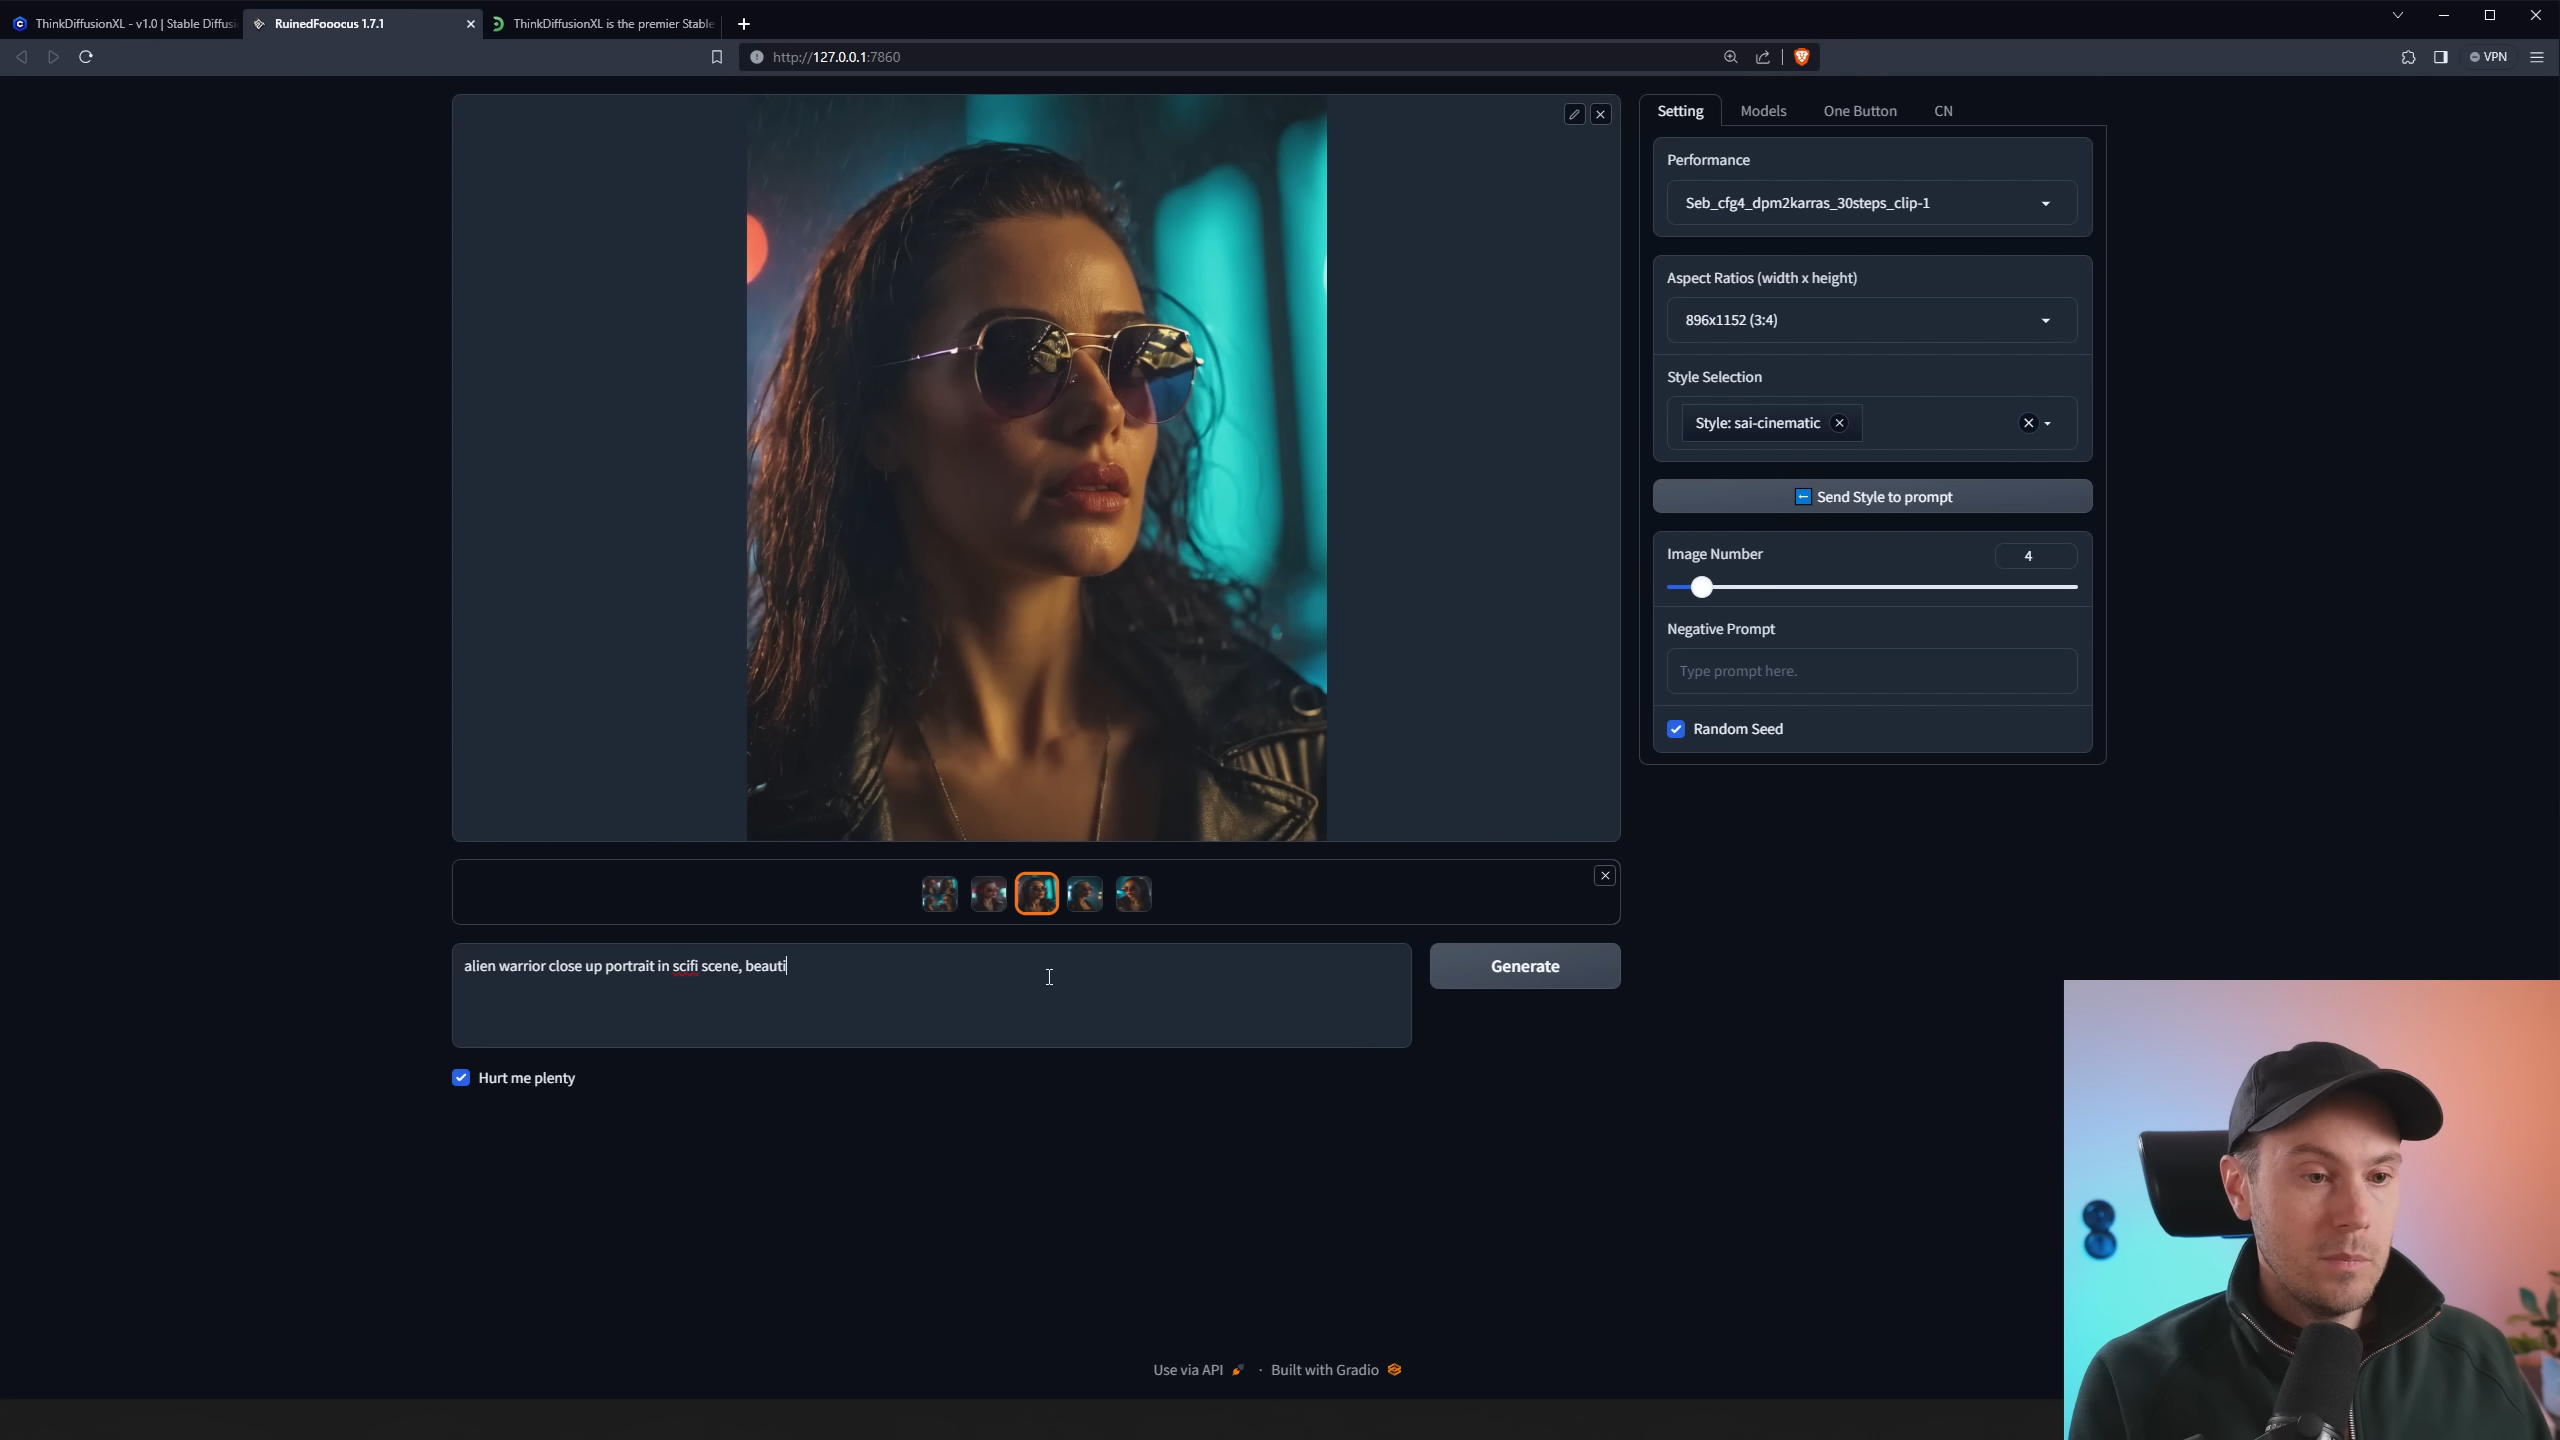 ThinkDiffusionXL - v1.0 | Stable Diffusi
RuinedFooocus 1.7.1
ThinkDiffusionXL is the premier Stable
http://127.0.0.1:7860
VPN
Setting
Models
One Button
CN
Performance
Seb_cfg4_dpm2karras_30steps_clip-1
Aspect Ratios (width x height)
896x1152 (3:4)
Style Selection
Style: sai-cinematic
Send Style to prompt
Image Number
4
Negative Prompt
Type prompt here.
Random Seed
alien warrior close up portrait in scifi scene, beauti
Generate
Hurt me plenty
Use via API · Built with Gradio